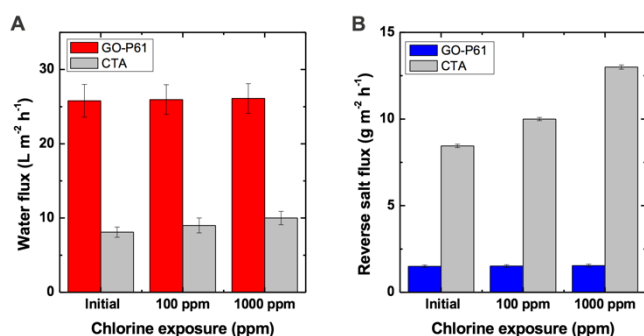 A
GO-P61
CTA
Water flux (L m⁻² h⁻¹)
30
20
10
0
Initial
100 ppm
1000 ppm
Chlorine exposure (ppm)
B
GO-P61
CTA
Reverse salt flux (g m⁻² h⁻¹)
15
10
5
0
Initial
100 ppm
1000 ppm
Chlorine exposure (ppm)